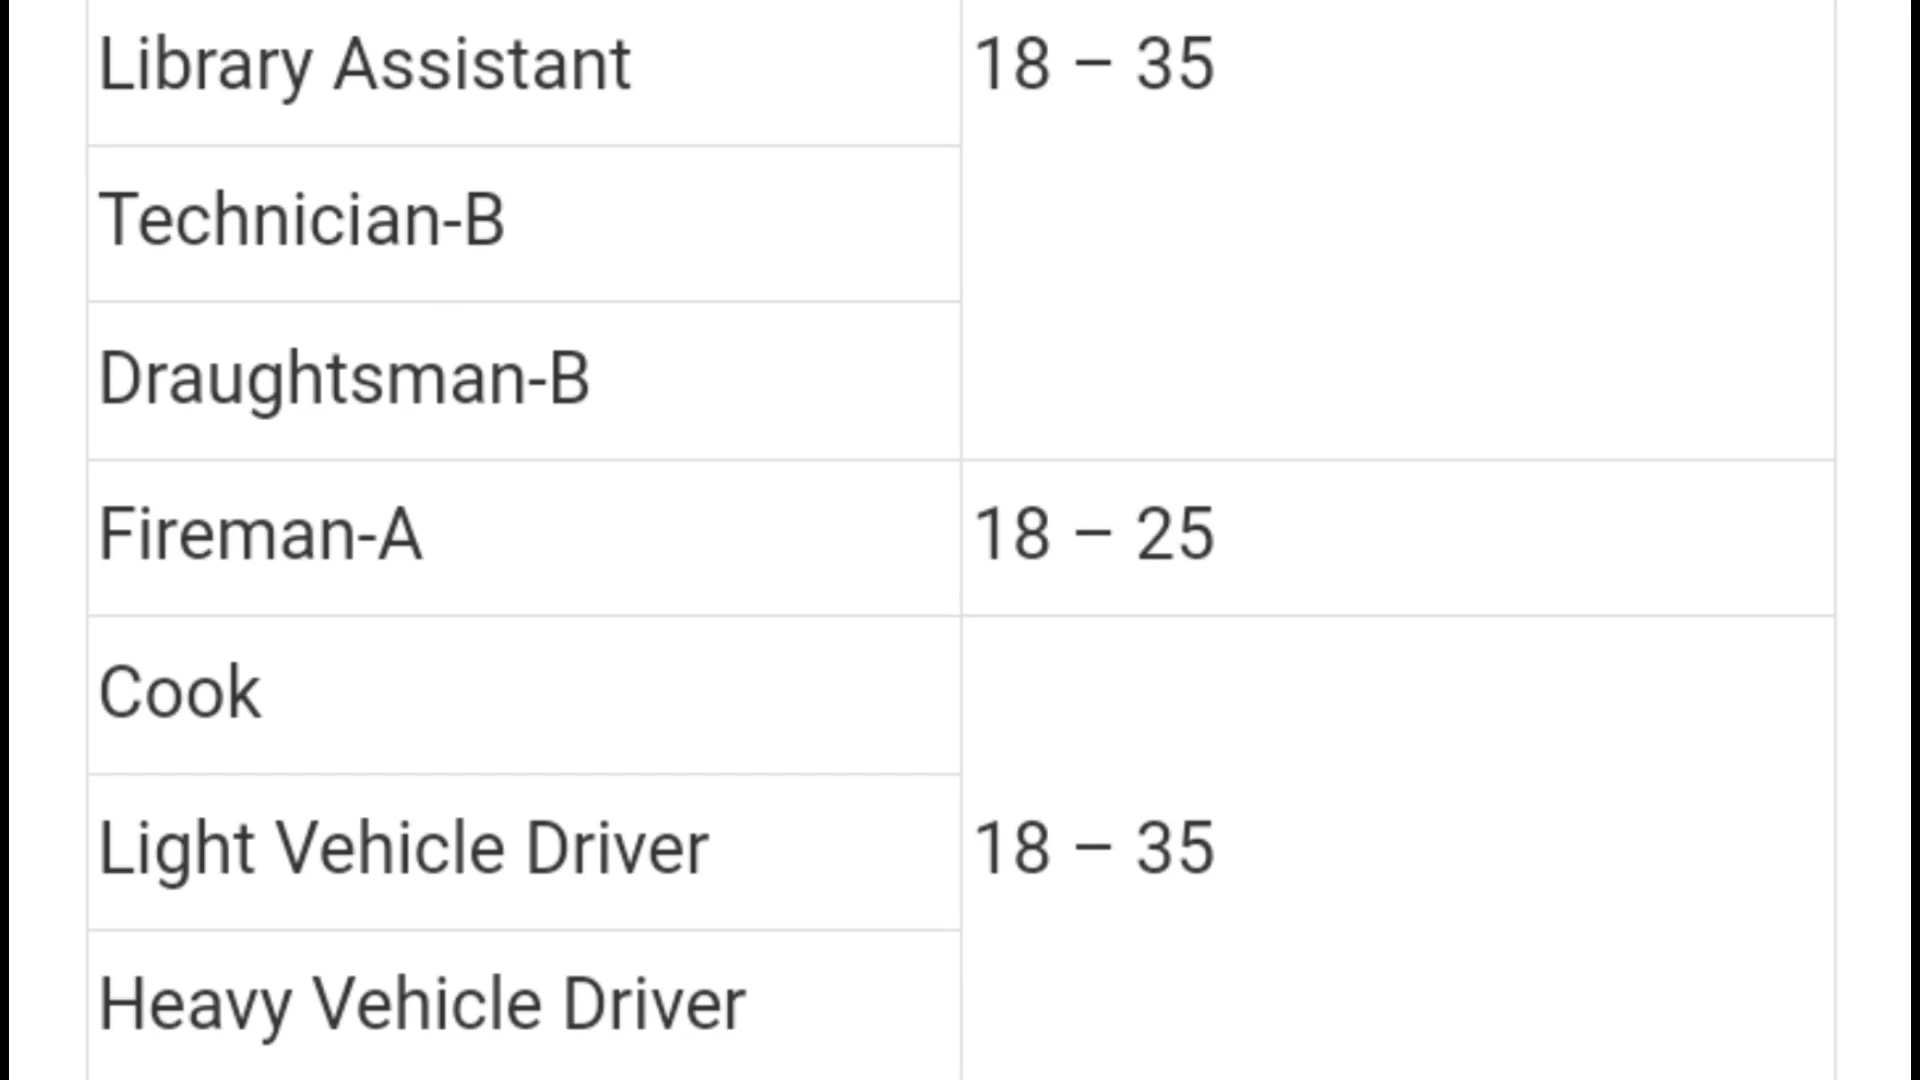 Library Assistant 18 – 35
Technician-B
Draughtsman-B
Fireman-A 18 – 25
Cook
Light Vehicle Driver 18 – 35
Heavy Vehicle Driver